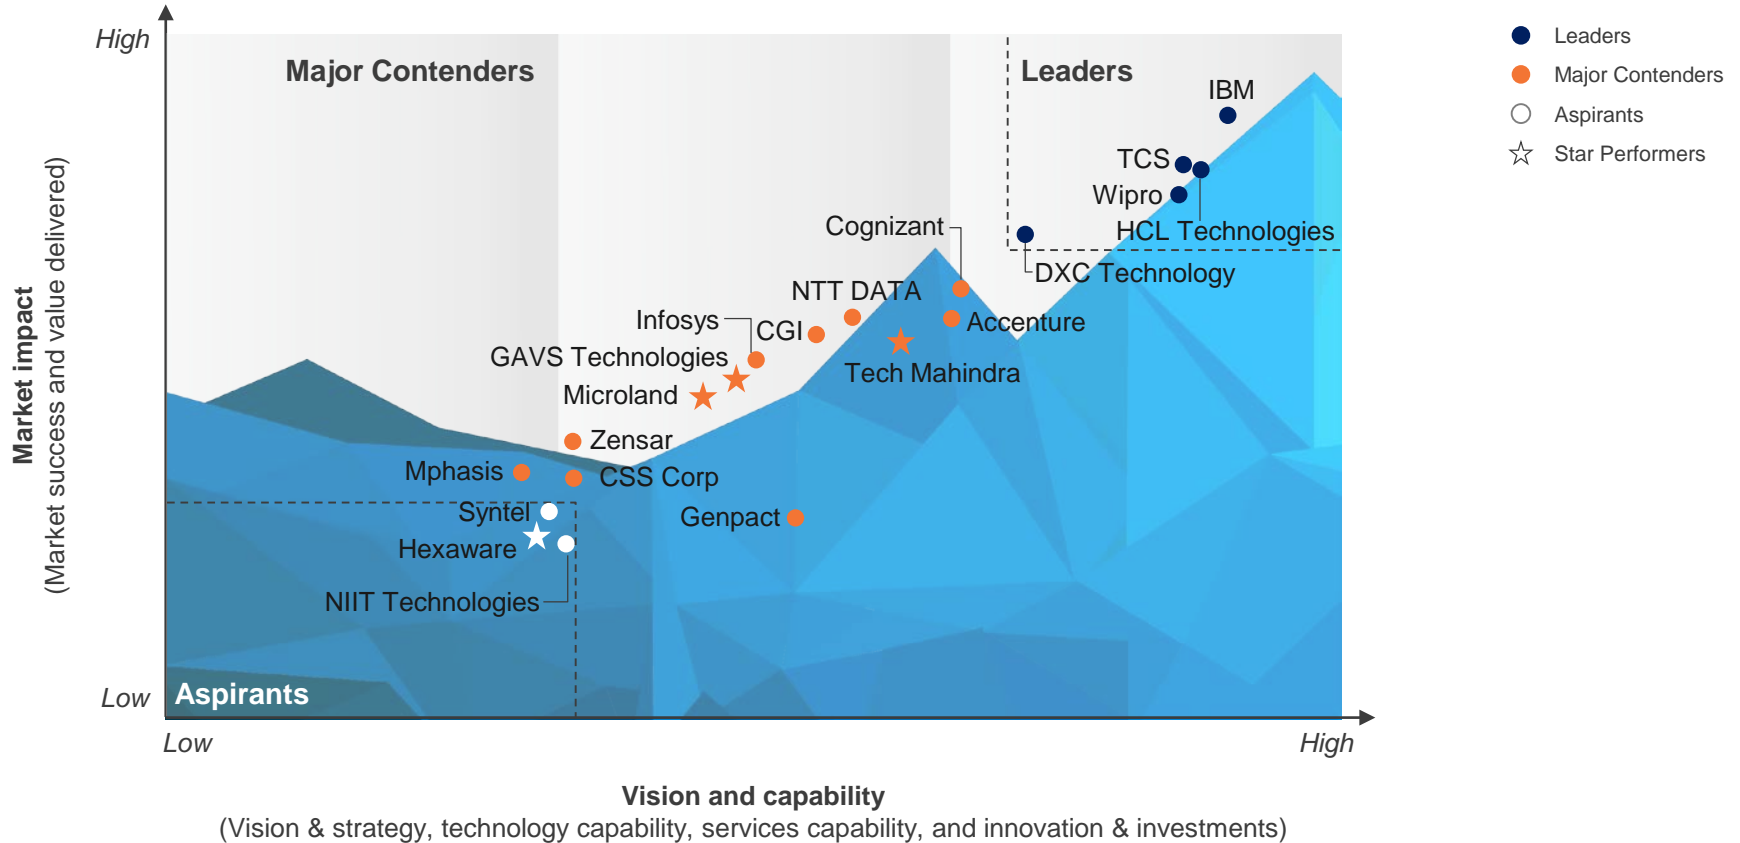 High
Major Contenders
Leaders
Leaders
Major Contenders
Aspirants
Star Performers
IBM
TCS
Wipro
HCL Technologies
Cognizant
DXC Technology
NTT DATA
Infosys
CGI
Accenture
GAVS Technologies
Tech Mahindra
Microland
Zensar
Mphasis
CSS Corp
Syntel
Genpact
Hexaware
NIIT Technologies
Aspirants
Market impact
(Market success and value delivered)
Low
Low
High
Vision and capability
(Vision & strategy, technology capability, services capability, and innovation & investments)